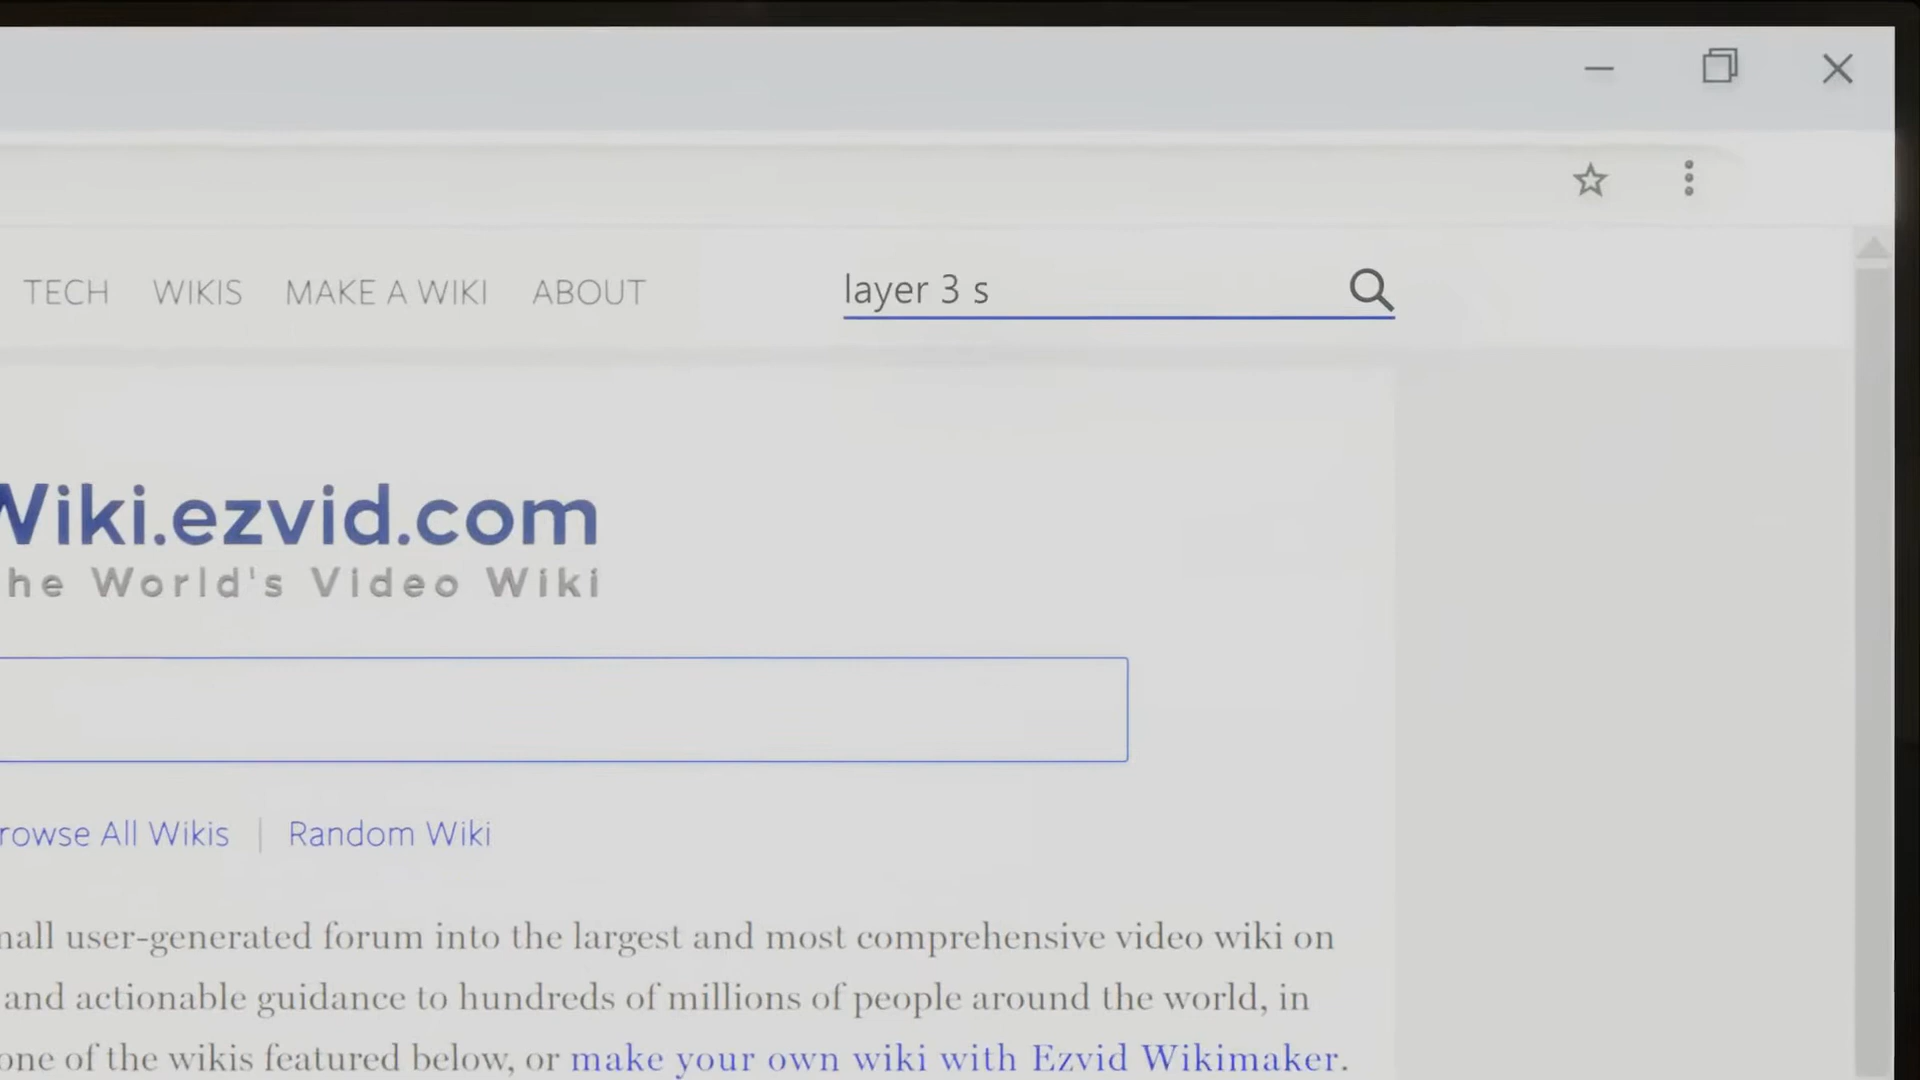 TECH WIKIS MAKE A WIKI ABOUT
layer 3 s
Wiki.ezvid.com
he World's Video Wiki
rowse All Wikis | Random Wiki
user-generated forum into the largest and most comprehensive video wiki on
and actionable guidance to hundreds of millions of people around the world, in
one of the wikis featured below, or make your own wiki with Ezvid Wikimaker.